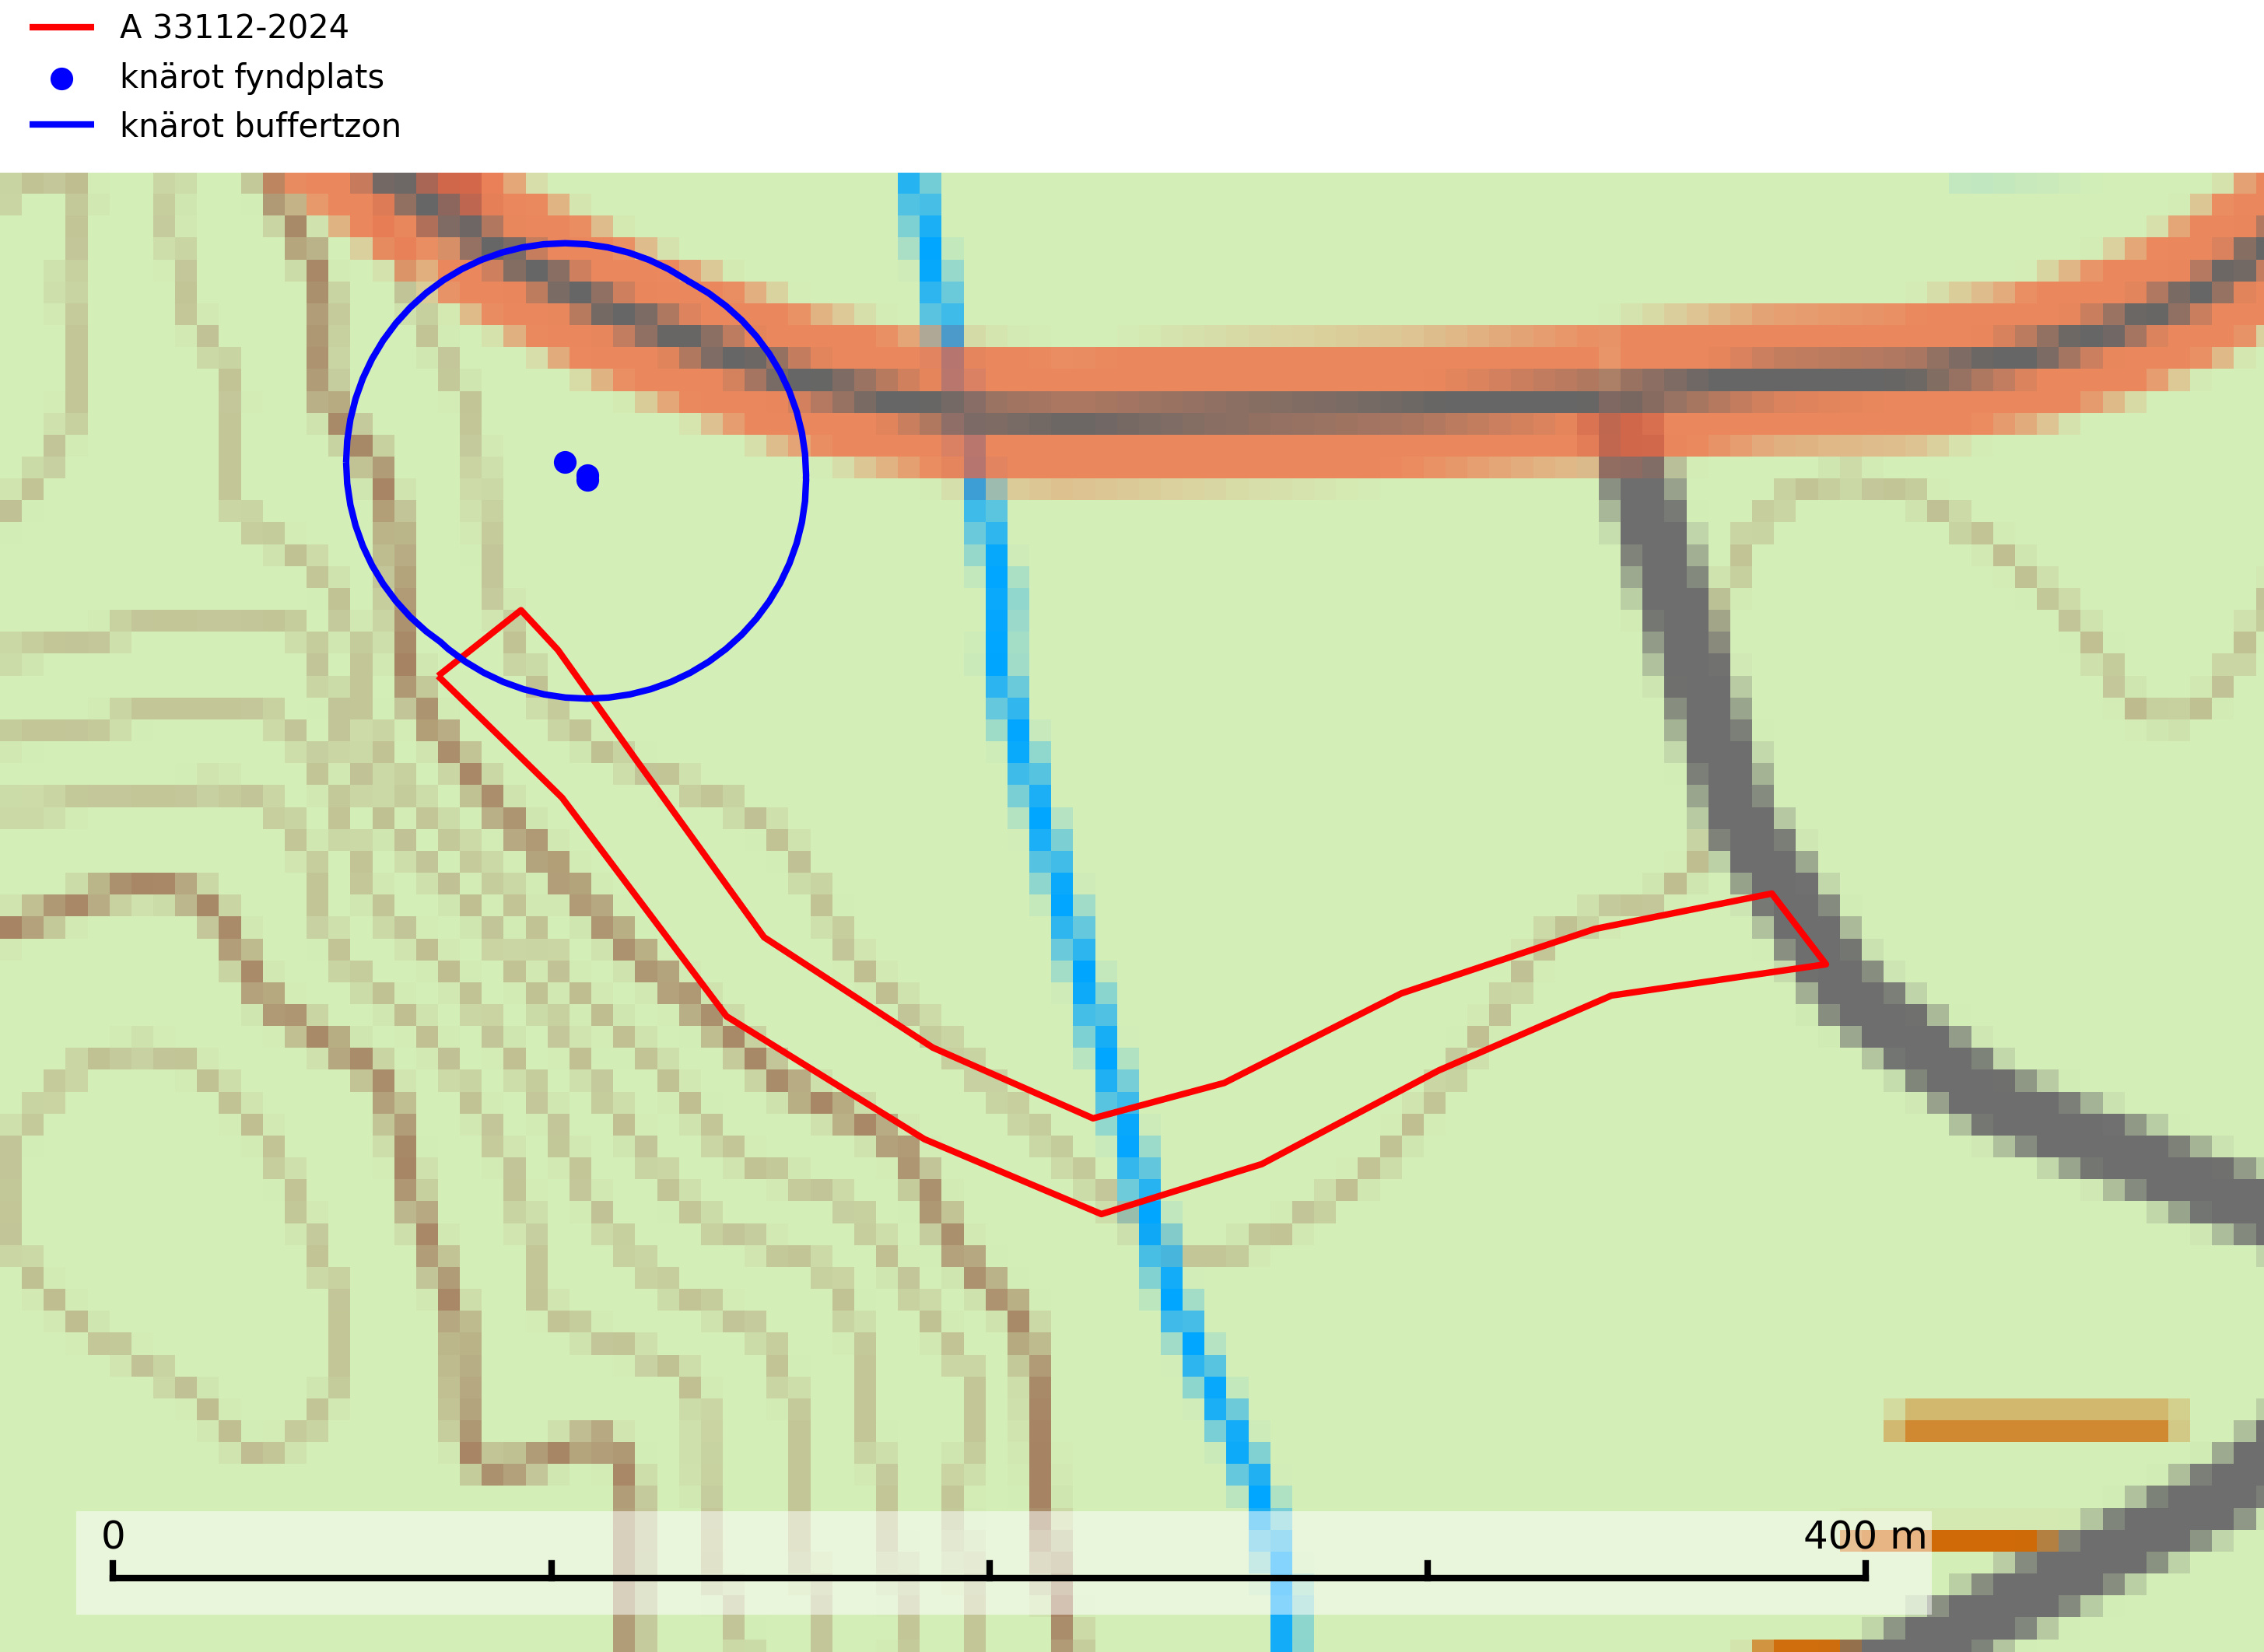 A 33112-2024
knärot fyndplats
knärot buffertzon
0 400 m